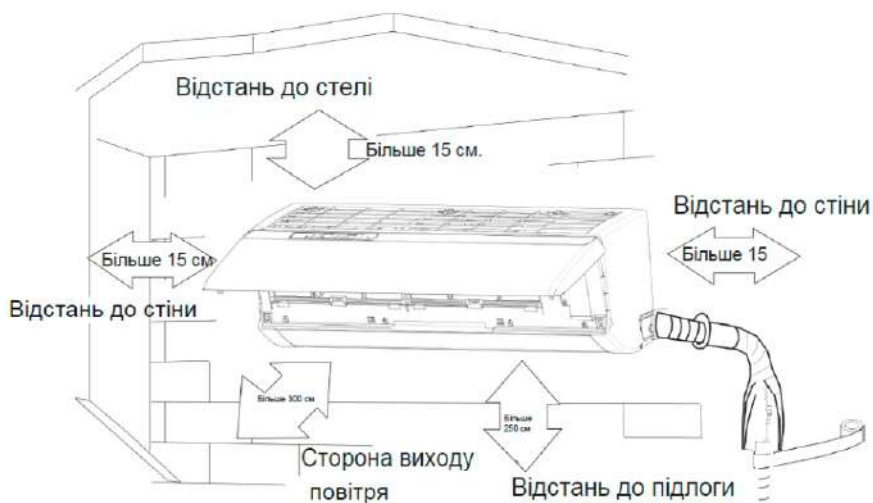 Відстань до стелі
Більше 15 см.
Відстань до стіни
Більше 15
Більше 15 см
Відстань до стіни
Більше 300 см
Більше
250 см
Сторона виходу
повітря
Відстань до підлоги